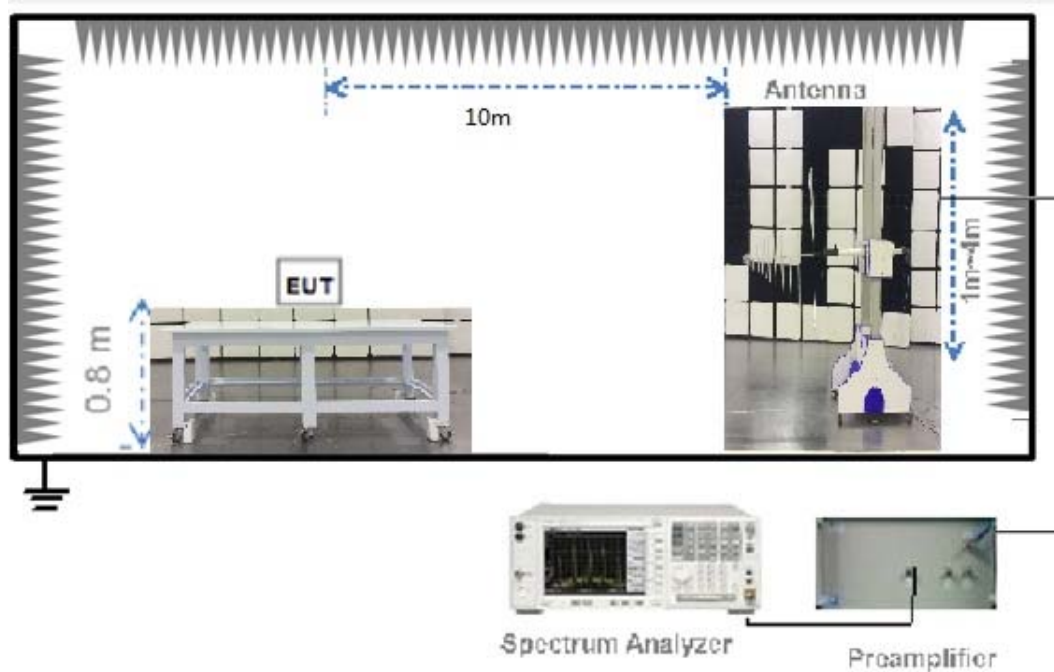 10m
Antenna
1m~4m
EUT
0.8 m
Spectrum Analyzer
Preamplifier